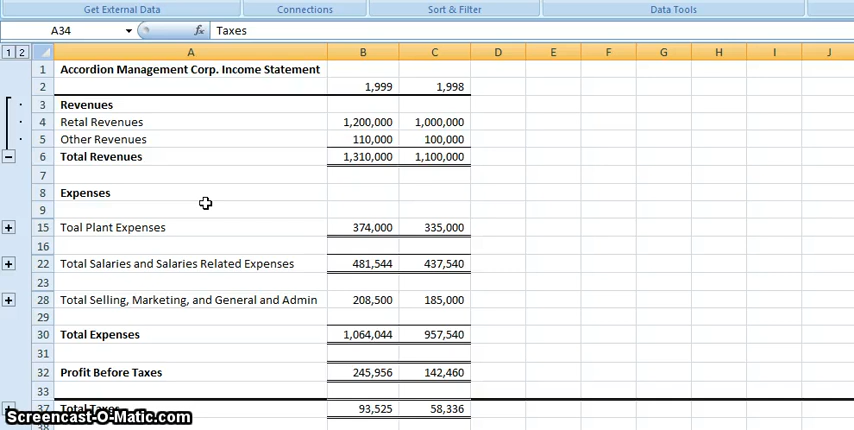 Get External Data Connections Sort & Filter Data Tools
A34 fx Taxes
1 2 A B C D E F G H I J
1 Accordion Management Corp. Income Statement
2 1,999 1,998
3 Revenues
4 Retal Revenues 1,200,000 1,000,000
5 Other Revenues 110,000 100,000
6 Total Revenues 1,310,000 1,100,000
7
8 Expenses
9
15 Toal Plant Expenses 374,000 335,000
16
22 Total Salaries and Salaries Related Expenses 481,544 437,540
23
28 Total Selling, Marketing, and General and Admin 208,500 185,000
29
30 Total Expenses 1,064,044 957,540
31
32 Profit Before Taxes 245,956 142,460
33
37 Total Taxes 93,525 58,336
Screencast-O-Matic.com
38